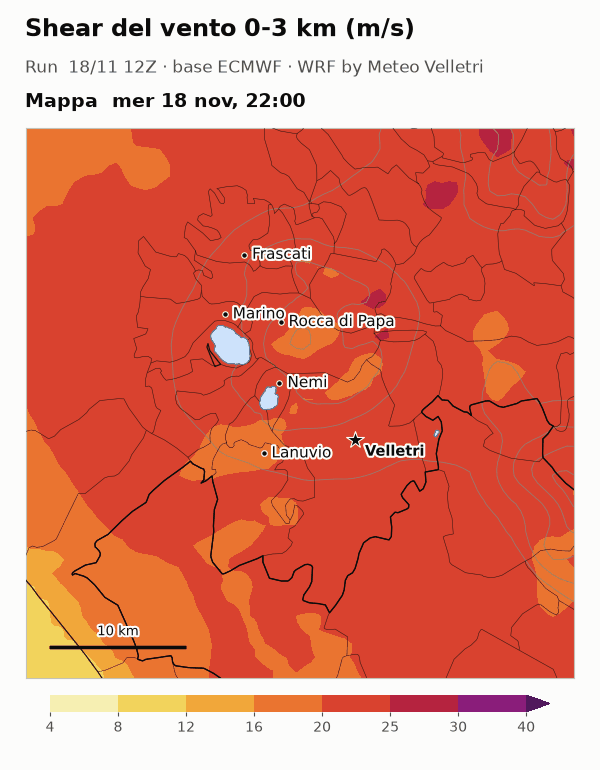 Shear del vento 0-3 km (m/s)
Run  18/11 12Z · base ECMWF · WRF by Meteo Velletri
Mappa  mer 18 nov, 22:00
Frascati
Marino
Rocca di Papa
Nemi
Velletri
Lanuvio
10 km
4 8 12 16 20 25 30 40